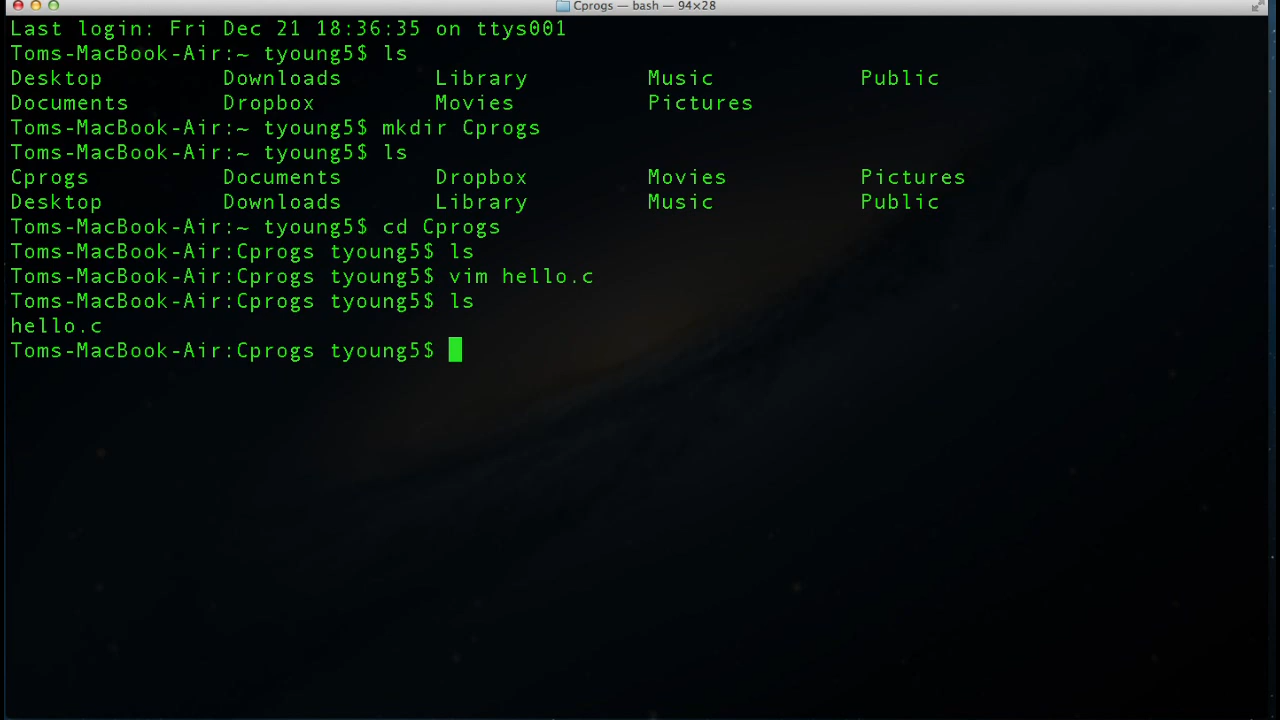 Cprogs — bash — 94×28
Last login: Fri Dec 21 18:36:35 on ttys001
Toms-MacBook-Air:~ tyoung5$ ls
Desktop Downloads Library Music Public
Documents Dropbox Movies Pictures
Toms-MacBook-Air:~ tyoung5$ mkdir Cprogs
Toms-MacBook-Air:~ tyoung5$ ls
Cprogs Documents Dropbox Movies Pictures
Desktop Downloads Library Music Public
Toms-MacBook-Air:~ tyoung5$ cd Cprogs
Toms-MacBook-Air:Cprogs tyoung5$ ls
Toms-MacBook-Air:Cprogs tyoung5$ vim hello.c
Toms-MacBook-Air:Cprogs tyoung5$ ls
hello.c
Toms-MacBook-Air:Cprogs tyoung5$